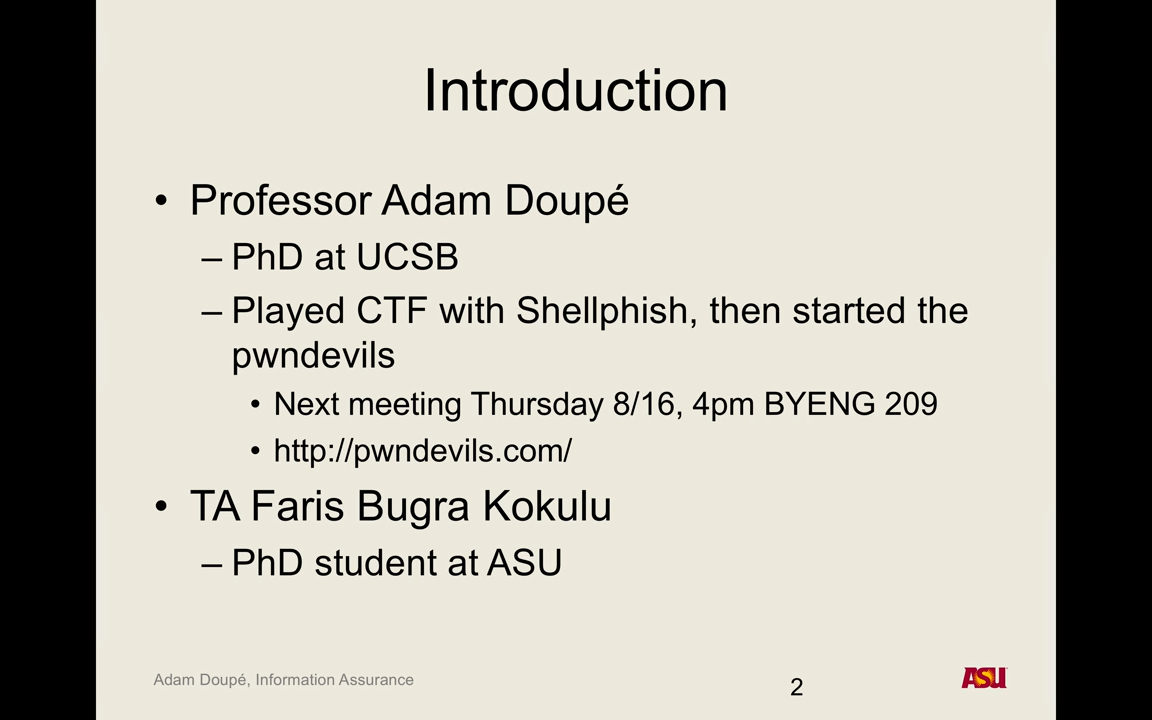 Introduction
• Professor Adam Doupé
– PhD at UCSB
– Played CTF with Shellphish, then started the
pwndevils
• Next meeting Thursday 8/16, 4pm BYENG 209
• http://pwndevils.com/
• TA Faris Bugra Kokulu
– PhD student at ASU
Adam Doupé, Information Assurance
2
ASU